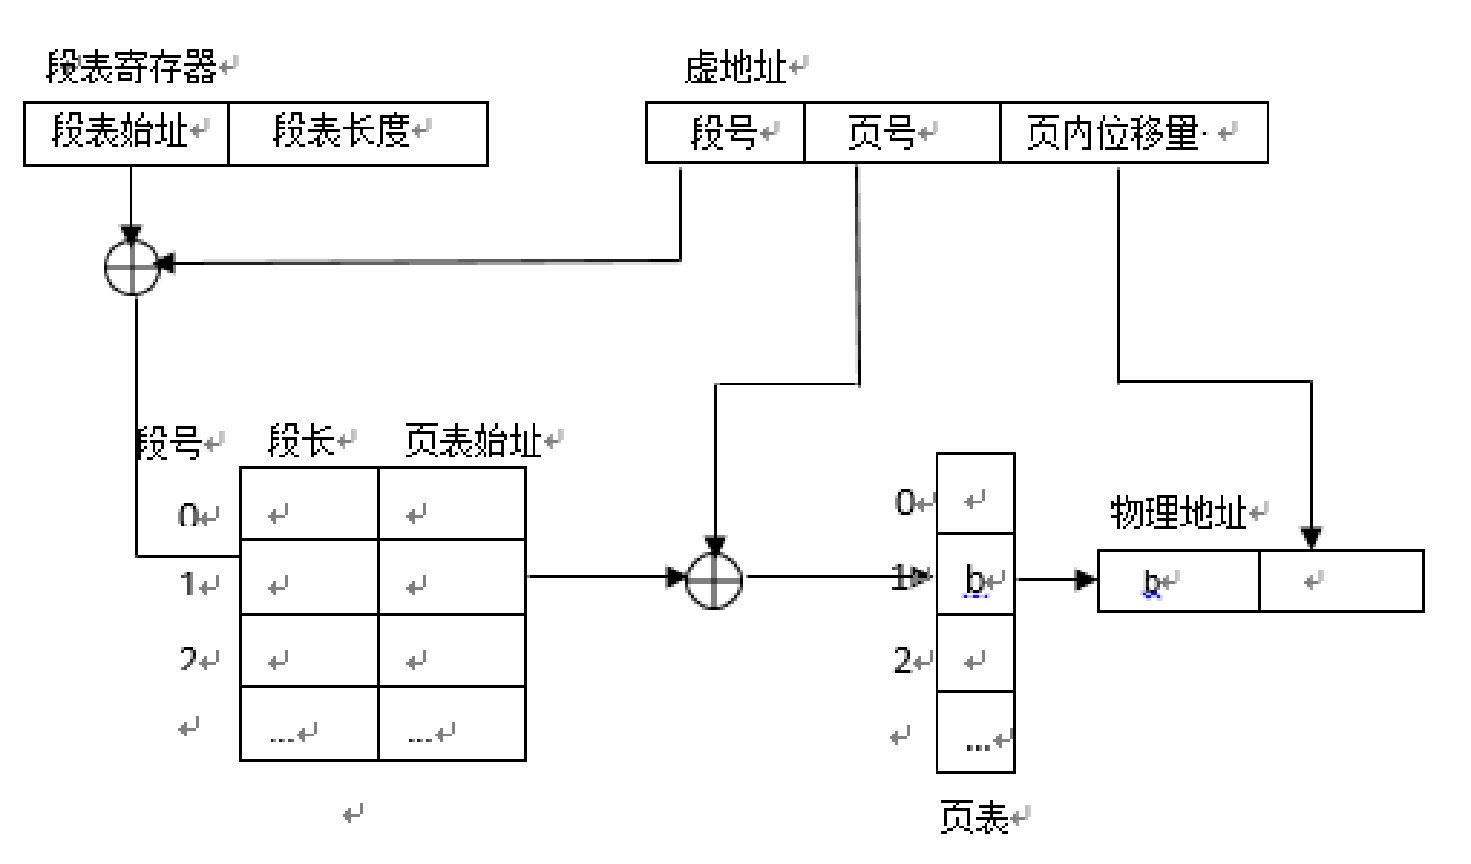 段表寄存器
虚地址
段表始址 段表长度
段号 页号 页内位移量
段号 段长 页表始址
0
1
2
... ...
0
1 b
2
...
页表
物理地址
b